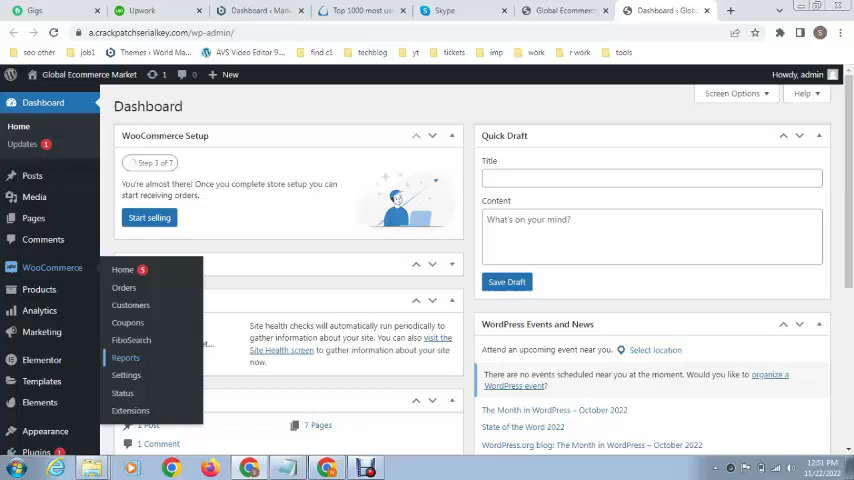 Gigs
Upwork
Dashboard ‹ Mark
Top 1000 most us
Skype
Global Ecommerc
Dashboard ‹ Glob
a.crackpatchserialkey.com/wp-admin/
seo other
job1
Themes ‹ World Ma...
AVS Video Editor 9...
find c1
techblog
yt
tickets
imp
work
r work
tools
Global Ecommerce Market
1
0
+ New
Howdy, admin
Dashboard
Home
Updates 1
Posts
Media
Pages
Comments
WooCommerce
Products
Analytics
Marketing
Elementor
Templates
Elements
Appearance
Plugins 1
Home 5
Orders
Customers
Coupons
FiboSearch
Reports
Settings
Status
Extensions
Dashboard
Screen Options
Help
WooCommerce Setup
Step 3 of 7
You're almost there! Once you complete store setup you can
start receiving orders.
Start selling
Site health checks will automatically run periodically to
gather information about your site. You can visit the
Site Health screen to gather information about your site
now.
1 Post
7 Pages
1 Comment
Quick Draft
Title
Content
What's on your mind?
Save Draft
WordPress Events and News
Attend an upcoming event near you.
Select location
There are no events scheduled near you at the moment. Would you like to organize a
WordPress event?
The Month in WordPress – October 2022
State of the Word 2022
WordPress.org blog: The Month in WordPress – October 2022
12:51 PM
11/22/2022